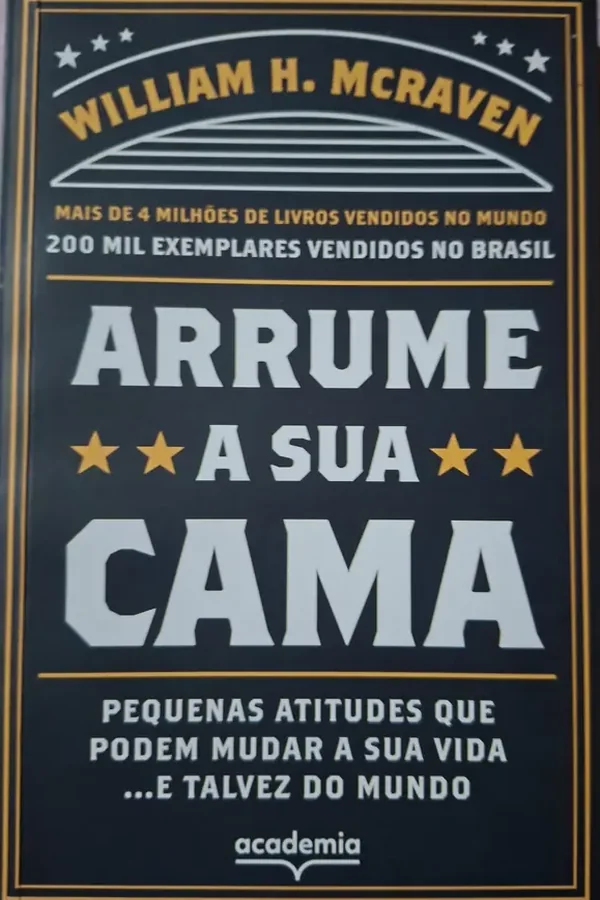 WILLIAM H. MCRAVEN
MAIS DE 4 MILHÕES DE LIVROS VENDIDOS NO MUNDO
200 MIL EXEMPLARES VENDIDOS NO BRASIL
ARRUME
A SUA
CAMA
PEQUENAS ATITUDES QUE
PODEM MUDAR A SUA VIDA
...E TALVEZ DO MUNDO
academia